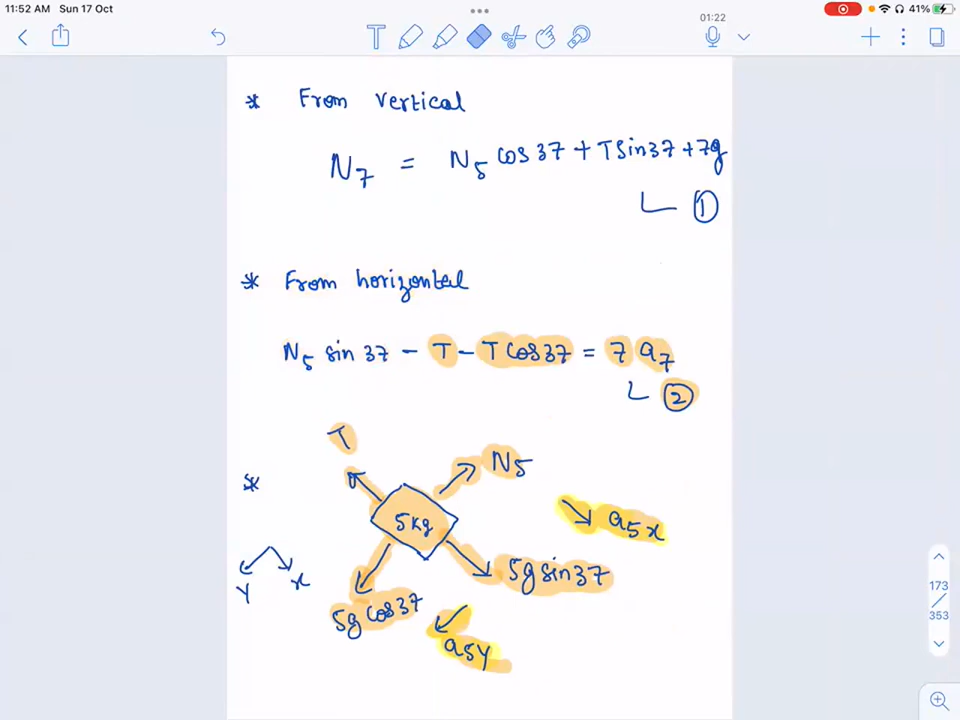 11:52 AM Sun 17 Oct
41%
01:22
* From vertical
N7 = N5 cos 37 + T sin 37 + 7g
1
* From horizontal
N5 sin 37 - T - T cos 37 = 7 a7
2
T
* N5
5kg
a5x
y x
5g sin 37
5g cos 37
a5y
173
353